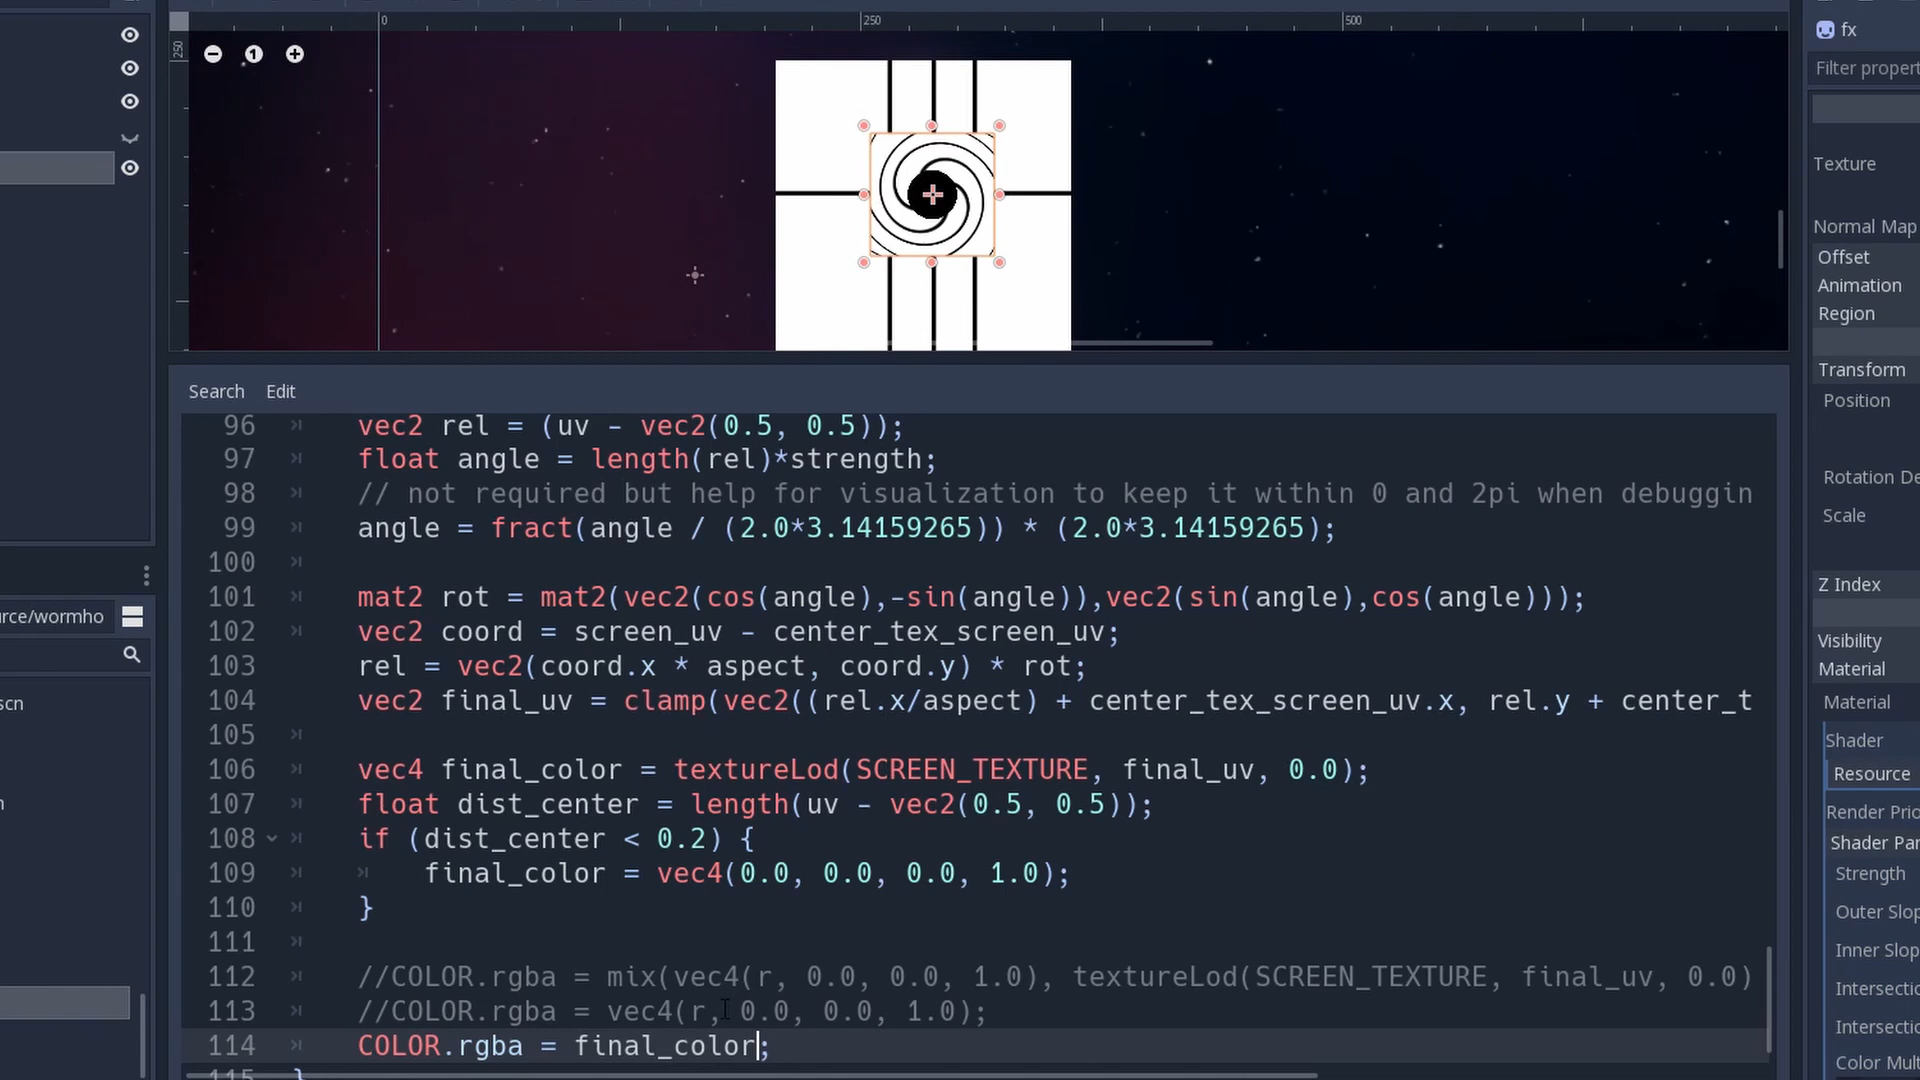 0
250
500
250
1
fx
Filter propert
Texture
Normal Map
Offset
Animation
Region
Transform
Position
Rotation De
Scale
Z Index
Visibility
Material
Material
Shader
Resource
Render Prio
Shader Par
Strength
Outer Slop
Inner Slop
Intersectic
Intersectic
Color Mult
urce/wormho
scn
Search Edit
96 vec2 rel = (uv - vec2(0.5, 0.5));
97 float angle = length(rel)*strength;
98 // not required but help for visualization to keep it within 0 and 2pi when debuggin
99 angle = fract(angle / (2.0*3.14159265)) * (2.0*3.14159265);
100
101 mat2 rot = mat2(vec2(cos(angle),-sin(angle)),vec2(sin(angle),cos(angle)));
102 vec2 coord = screen_uv - center_tex_screen_uv;
103 rel = vec2(coord.x * aspect, coord.y) * rot;
104 vec2 final_uv = clamp(vec2((rel.x/aspect) + center_tex_screen_uv.x, rel.y + center_t
105
106 vec4 final_color = textureLod(SCREEN_TEXTURE, final_uv, 0.0);
107 float dist_center = length(uv - vec2(0.5, 0.5));
108 if (dist_center < 0.2) {
109 final_color = vec4(0.0, 0.0, 0.0, 1.0);
110 }
111
112 //COLOR.rgba = mix(vec4(r, 0.0, 0.0, 1.0), textureLod(SCREEN_TEXTURE, final_uv, 0.0)
113 //COLOR.rgba = vec4(r, 0.0, 0.0, 1.0);
114 COLOR.rgba = final_color;
115 }